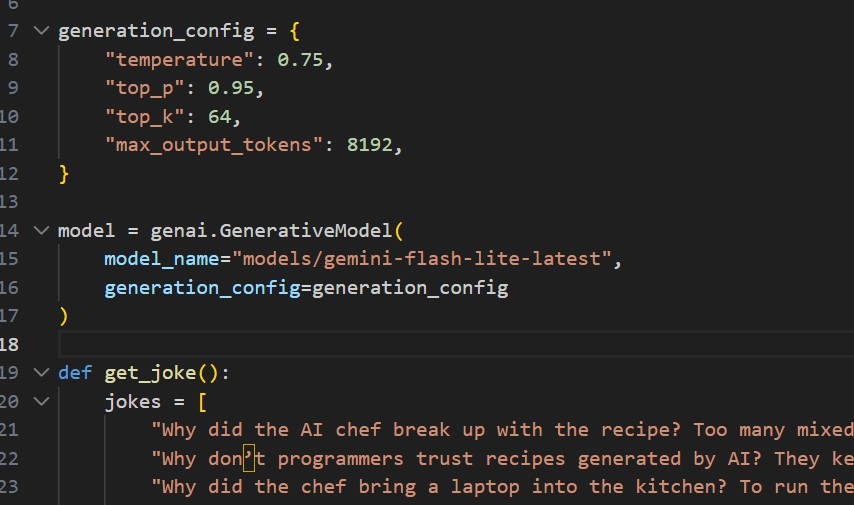 6
7 generation_config = {
8 "temperature": 0.75,
9 "top_p": 0.95,
10 "top_k": 64,
11 "max_output_tokens": 8192,
12 }
13
14 model = genai.GenerativeModel(
15 model_name="models/gemini-flash-lite-latest",
16 generation_config=generation_config
17 )
18
19 def get_joke():
20 jokes = [
21 "Why did the AI chef break up with the recipe? Too many mixed
22 "Why don’t programmers trust recipes generated by AI? They ke
23 "Why did the chef bring a laptop into the kitchen? To run the